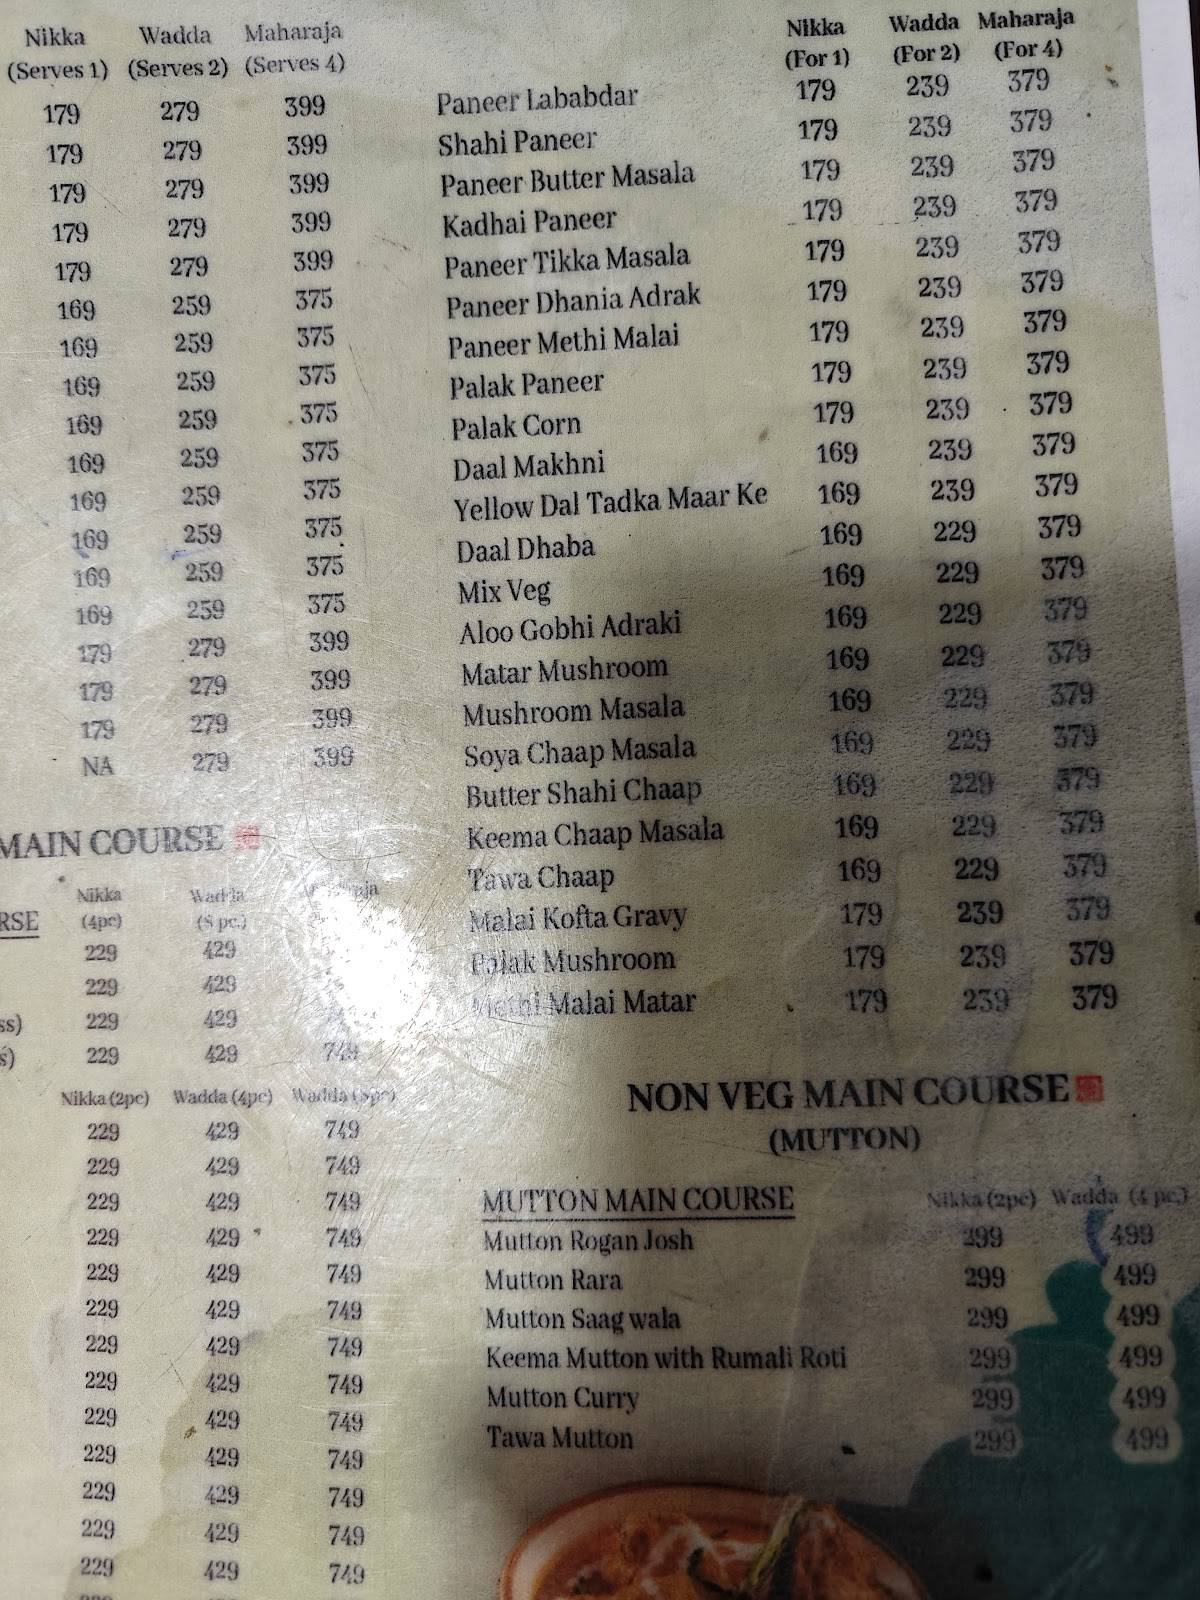 Nikka Wadda Maharaja
(Serves 1) (Serves 2) (Serves 4)
179 279 399
179 279 399
179 279 399
179 279 399
179 279 399
169 259 375
169 259 375
169 259 375
169 259 375
169 259 375
169 259 375
169 259 375
169 259 375
169 259 375
179 279 399
179 279 399
179 279 399
NA 279 399
MAIN COURSE
Nikka Wadda
RSE (4pc) (8 pc.)
229 429
229 429
ss) 229 429
s) 229 429 749
Nikka (2pc) Wadda (4pc) Wadda (8pc)
229 429 749
229 429 749
229 429 749
229 429 749
229 429 749
229 429 749
229 429 749
229 429 749
229 429 749
229 429 749
229 429 749
229 429 749
229 429 749
Nikka Wadda Maharaja
(For 1) (For 2) (For 4)
Paneer Lababdar 179 239 379
Shahi Paneer 179 239 379
Paneer Butter Masala 179 239 379
Kadhai Paneer 179 239 379
Paneer Tikka Masala 179 239 379
Paneer Dhania Adrak 179 239 379
Paneer Methi Malai 179 239 379
Palak Paneer 179 239 379
Palak Corn 179 239 379
Daal Makhni 169 239 379
Yellow Dal Tadka Maar Ke 169 239 379
Daal Dhaba 169 229 379
Mix Veg 169 229 379
Aloo Gobhi Adraki 169 229 379
Matar Mushroom 169 229 379
Mushroom Masala 169 229 379
Soya Chaap Masala 169 229 379
Butter Shahi Chaap 169 229 379
Keema Chaap Masala 169 229 379
Tawa Chaap 169 229 379
Malai Kofta Gravy 179 239 379
Palak Mushroom 179 239 379
Methi Malai Matar 179 239 379
NON VEG MAIN COURSE
(MUTTON)
MUTTON MAIN COURSE Nikka (2pc) Wadda (4 pc.)
Mutton Rogan Josh 299 499
Mutton Rara 299 499
Mutton Saag wala 299 499
Keema Mutton with Rumali Roti 299 499
Mutton Curry 299 499
Tawa Mutton 299 499